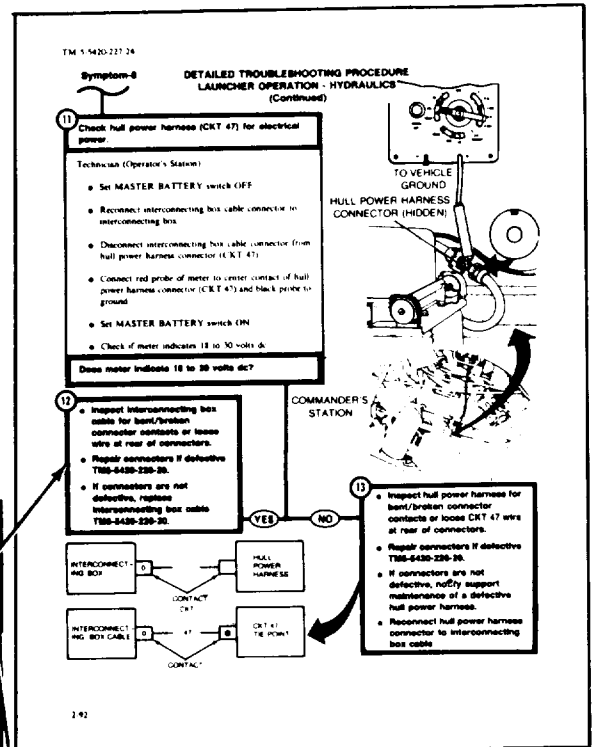 TM 5-5420-227-24
Symptom-8
DETAILED TROUBLESHOOTING PROCEDURE
LAUNCHER OPERATION - HYDRAULICS
(Continued)
11
Check hull power harness (CKT 47) for electrical
power.
Technician (Operator's Station)
• Set MASTER BATTERY switch OFF
• Reconnect interconnecting box cable connector to
interconnecting box
• Disconnect interconnecting box cable connector from
hull power harness connector (CKT 47)
• Connect red probe of meter to center contact of hull
power harness connector (CKT 47) and black probe to
ground
• Set MASTER BATTERY switch ON
• Check if meter indicates 18 to 30 volts dc
Does meter indicate 18 to 30 volts dc?
TO VEHICLE
GROUND
HULL POWER HARNESS
CONNECTOR (HIDDEN)
COMMANDER'S
STATION
12
• Inspect interconnecting box
cable for bent/broken
connector contacts or loose
wire at rear of connectors.
• Repair connectors if defective
TM5-5420-226-20.
• If connectors are not
defective, replace
interconnecting box cable
TM5-5420-226-20.
YES
NO
13
• Inspect hull power harness for
bent/broken connector
contacts or loose CKT 47 wire
at rear of connectors.
• Repair connectors if defective
TM5-5420-226-20.
• If connectors are not
defective, notify support
maintenance of a defective
hull power harness.
• Reconnect hull power harness
connector to interconnecting
box cable
INTERCONNECT-
ING BOX
HULL
POWER
HARNESS
CONTACT
CKT
INTERCONNECT-
ING BOX CABLE
47
CKT 47
TIE POINT
CONTACT
2-92